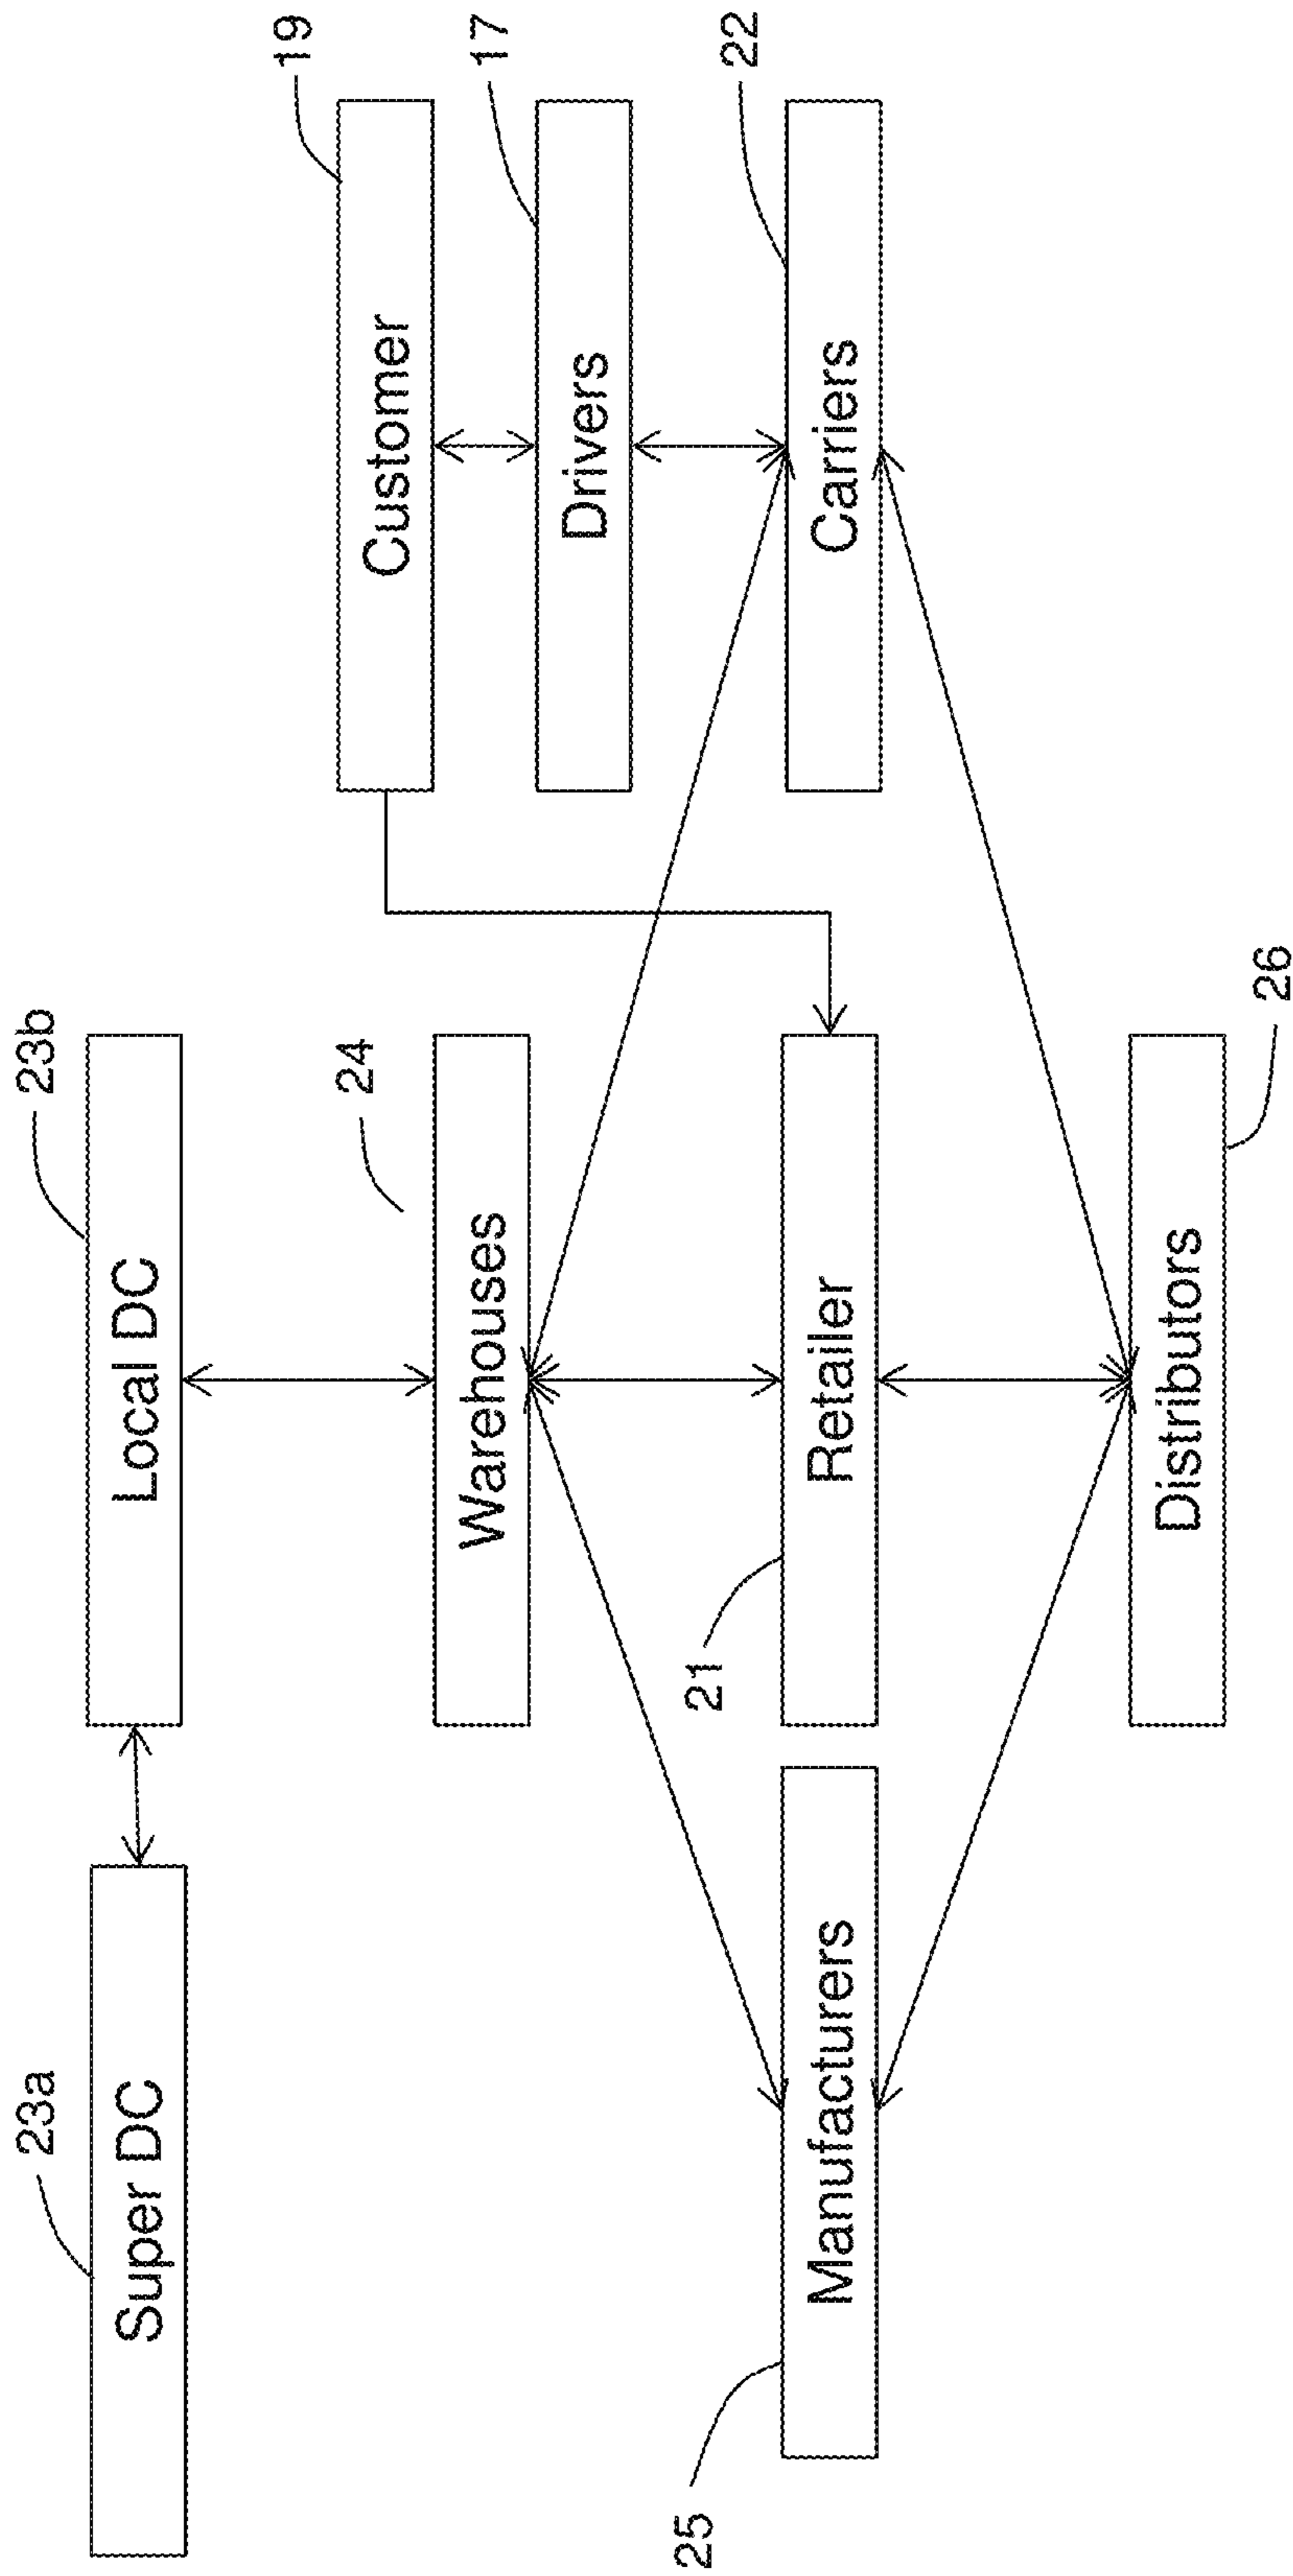 23a
Super DC
23b
Local DC
24
Warehouses
19
Customer
17
Drivers
22
Carriers
25
Manufacturers
21
Retailer
26
Distributors